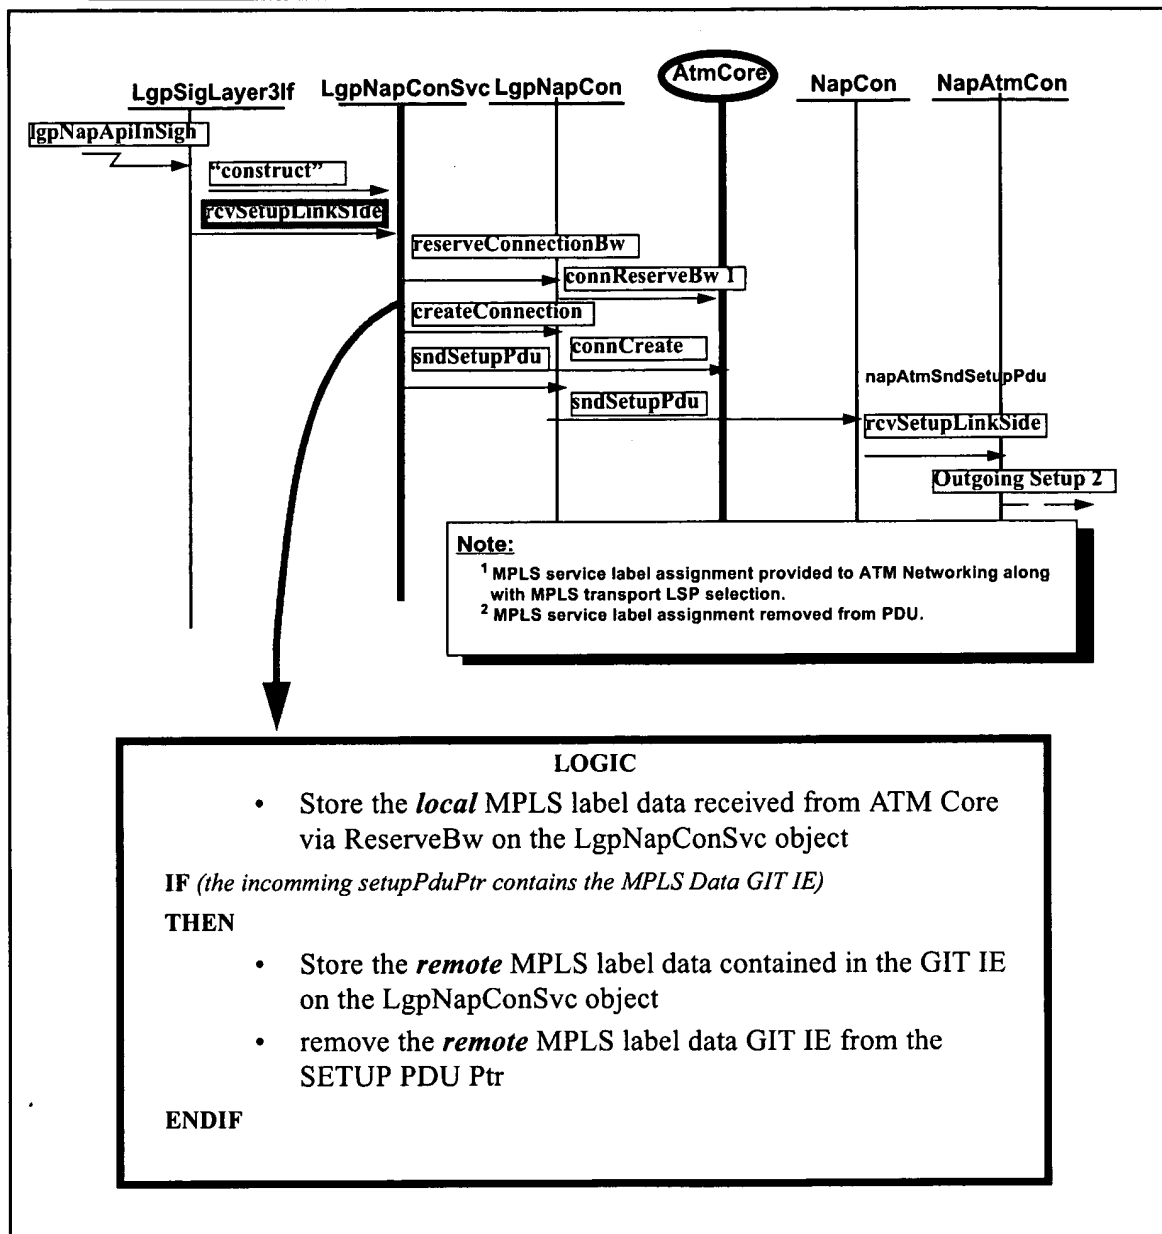 LgpSigLayer3If LgpNapConSvc LgpNapCon AtmCore NapCon NapAtmCon
lgpNapApiInSigh
“construct”
rcvSetupLinkSIde
reserveConnectionBw
connReserveBw 1
createConnection
connCreate
sndSetupPdu
napAtmSndSetupPdu
sndSetupPdu
rcvSetupLinkSide
Outgoing Setup 2
Note:
1 MPLS service label assignment provided to ATM Networking along
with MPLS transport LSP selection.
2 MPLS service label assignment removed from PDU.
LOGIC
• Store the local MPLS label data received from ATM Core
via ReserveBw on the LgpNapConSvc object
IF (the incomming setupPduPtr contains the MPLS Data GIT IE)
THEN
• Store the remote MPLS label data contained in the GIT IE
on the LgpNapConSvc object
• remove the remote MPLS label data GIT IE from the
SETUP PDU Ptr
ENDIF